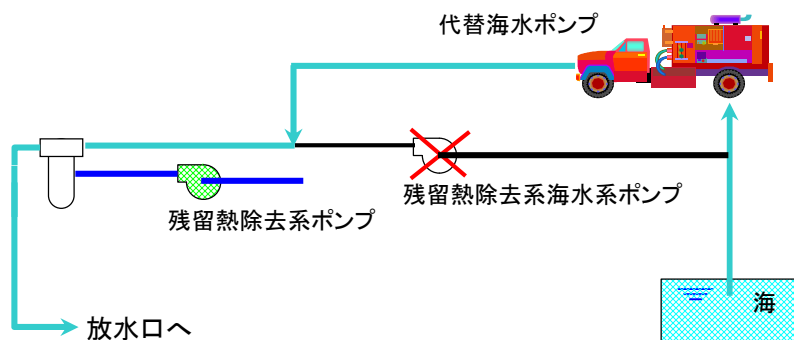 代替海水ポンプ
残留熱除去系ポンプ
残留熱除去系海水系ポンプ
海
放水口へ